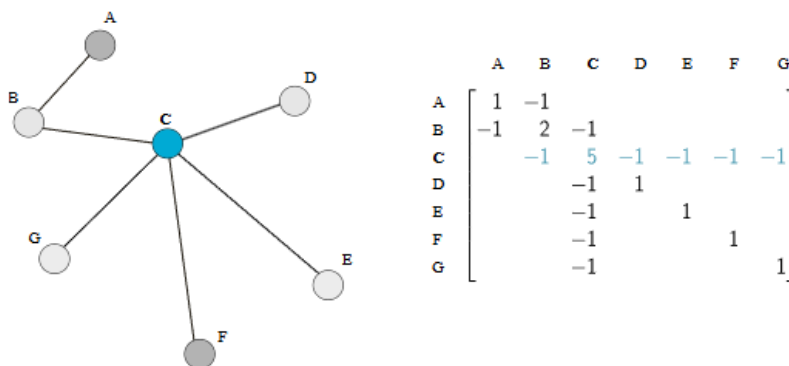 A
B
C
D
G
E
F
A B C D E F G
A 1 −1
B −1 2 −1
C −1 5 −1 −1 −1 −1
D −1 1
E −1 1
F −1 1
G −1 1